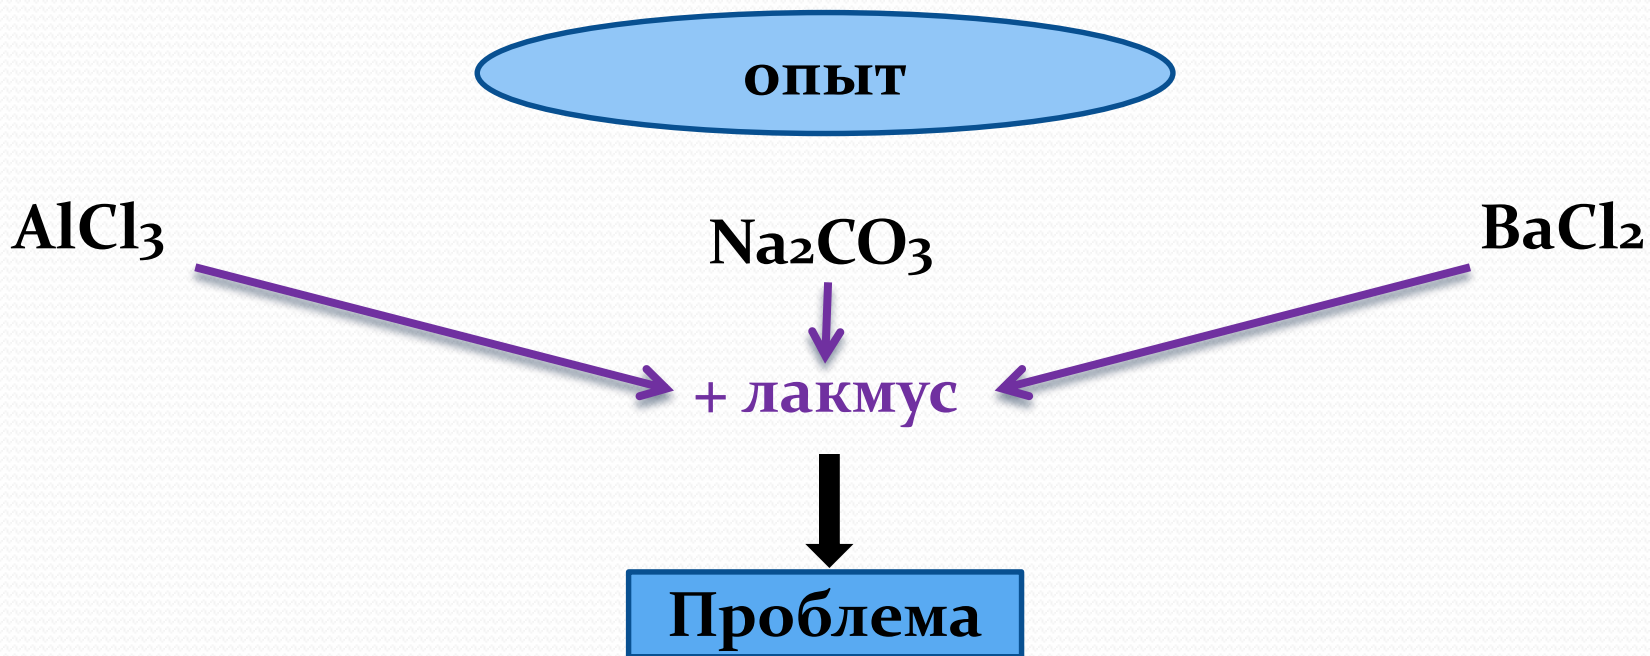 опыт
AlCl₃
Na₂CO₃
BaCl₂
+ лакмус
Проблема